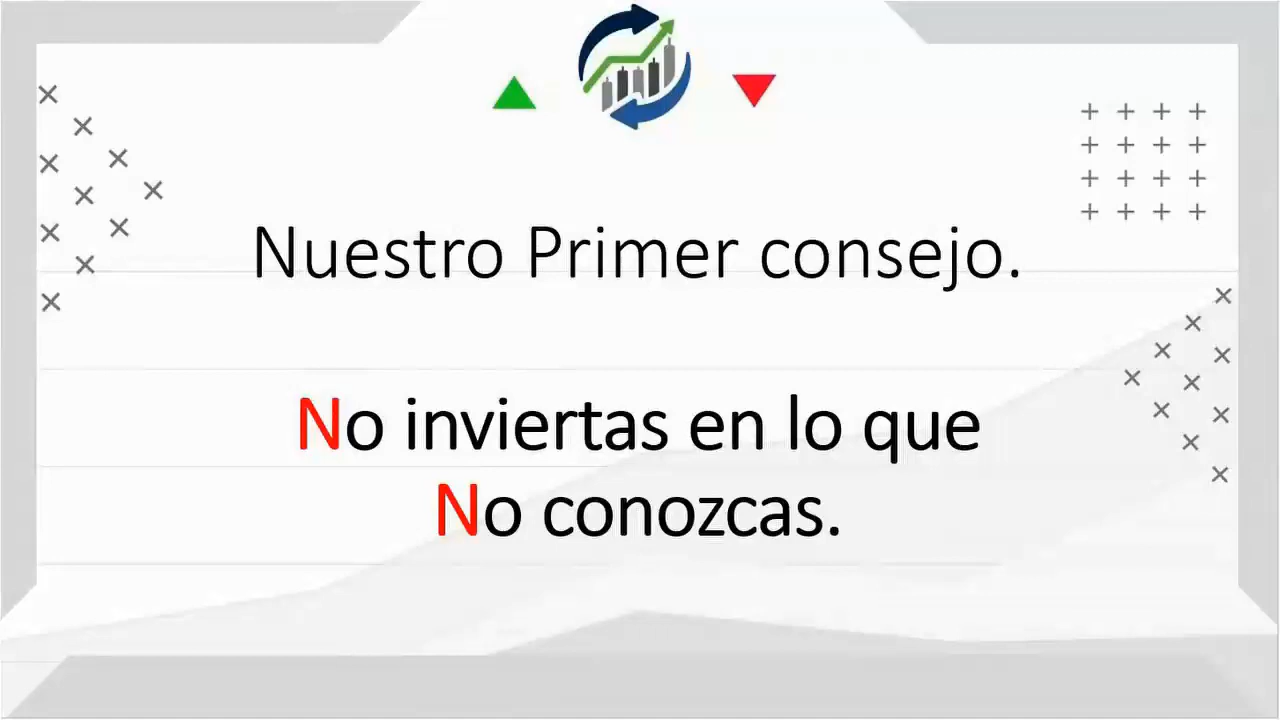 Nuestro Primer consejo.
No inviertas en lo que
No conozcas.